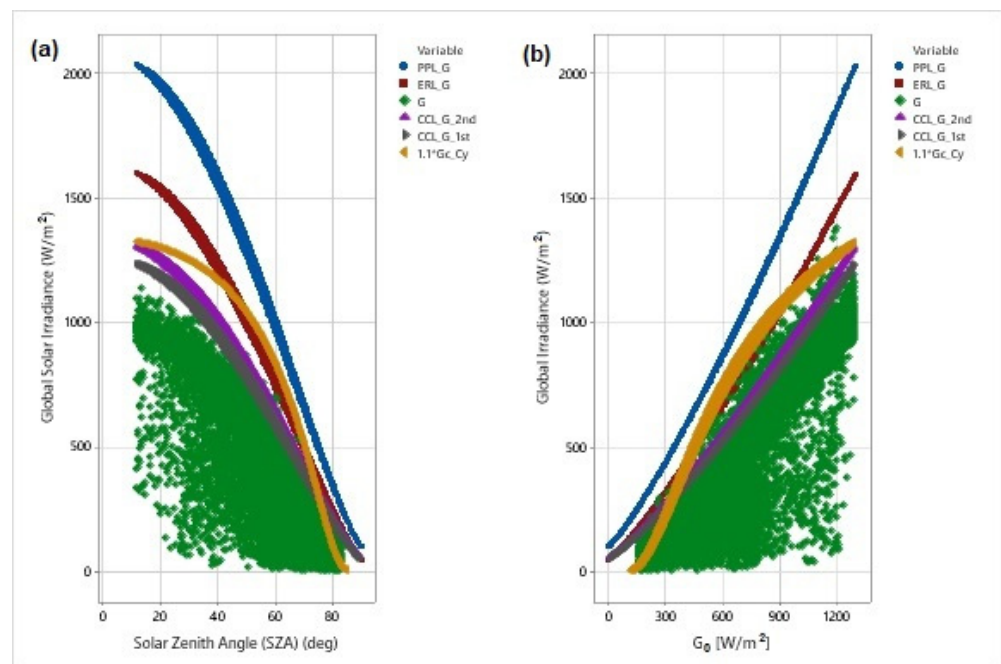 (a)
Variable
PPL_G
ERL_G
G
CCL_G_2nd
CCL_G_1st
1.1*Gc_Cy
Global Solar Irradiance (W/m²)
2000
1500
1000
500
0
0 20 40 60 80
Solar Zenith Angle (SZA) (deg)
(b)
Variable
PPL_G
ERL_G
G
CCL_G_2nd
CCL_G_1st
1.1*Gc_Cy
Global Irradiance (W/m²)
2000
1500
1000
500
0
0 300 600 900 1200
G₀ [W/m²]